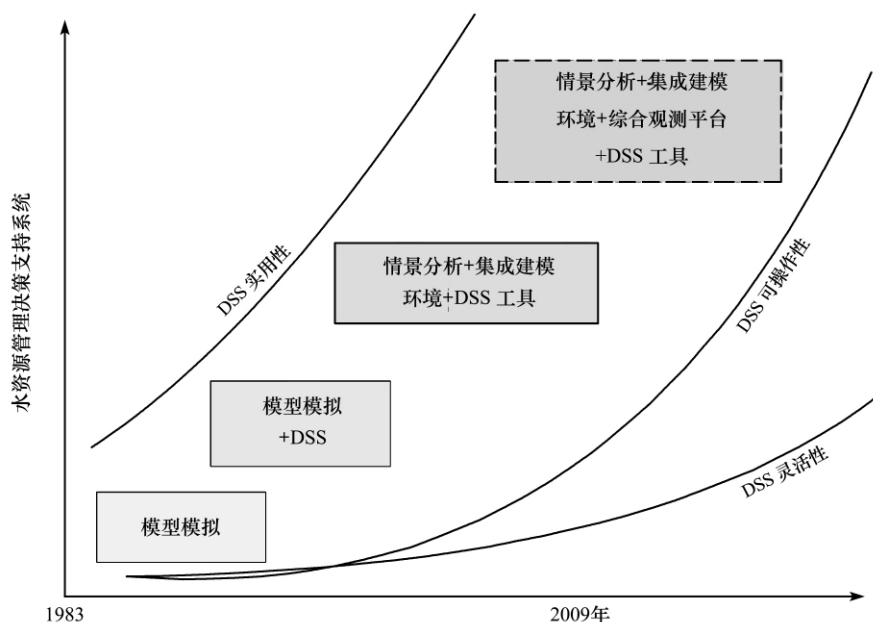 水资源管理决策支持系统
情景分析+集成建模
环境+综合观测平台
+DSS 工具
DSS 实用性
情景分析+集成建模
环境+DSS 工具
DSS 可操作性
模型模拟
+DSS
DSS 灵活性
模型模拟
1983
2009年